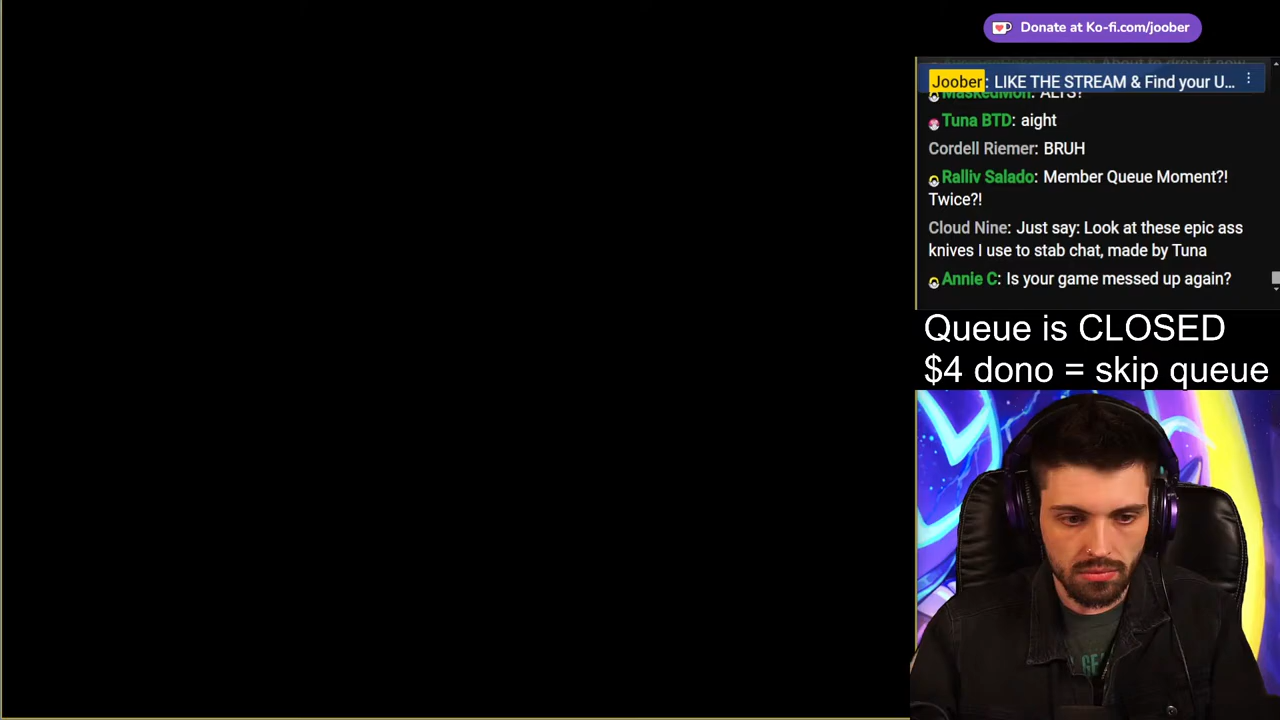 Donate at Ko-fi.com/joober
Joober: LIKE THE STREAM & Find your U...
MaskedMon: ALTS?
Tuna BTD: aight
Cordell Riemer: BRUH
Ralliv Salado: Member Queue Moment?!
Twice?!
Cloud Nine: Just say: Look at these epic ass
knives I use to stab chat, made by Tuna
Annie C: Is your game messed up again?
Queue is CLOSED
$4 dono = skip queue